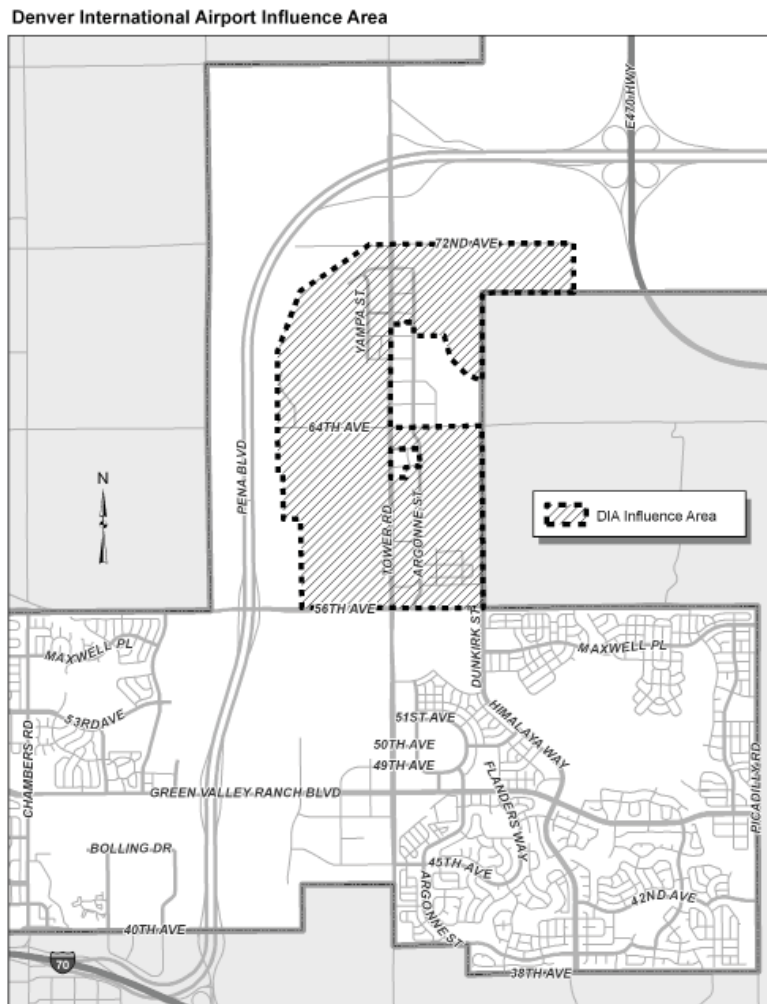 Denver International Airport Influence Area
E470 HWY
72ND AVE
YAMPA ST
64TH AVE
PENA BLVD
N
TOWER RD
ARGONNE ST
DIA Influence Area
56TH AVE
DUNKIRK ST
MAXWELL PL
MAXWELL PL
53RD AVE
51ST AVE
HIMALAYA WAY
50TH AVE
49TH AVE
CHAMBERS RD
PICADILLY RD
GREEN VALLEY RANCH BLVD
FLANDERS WAY
BOLLING DR
45TH AVE
ARGONNE ST
42ND AVE
40TH AVE
70
38TH AVE